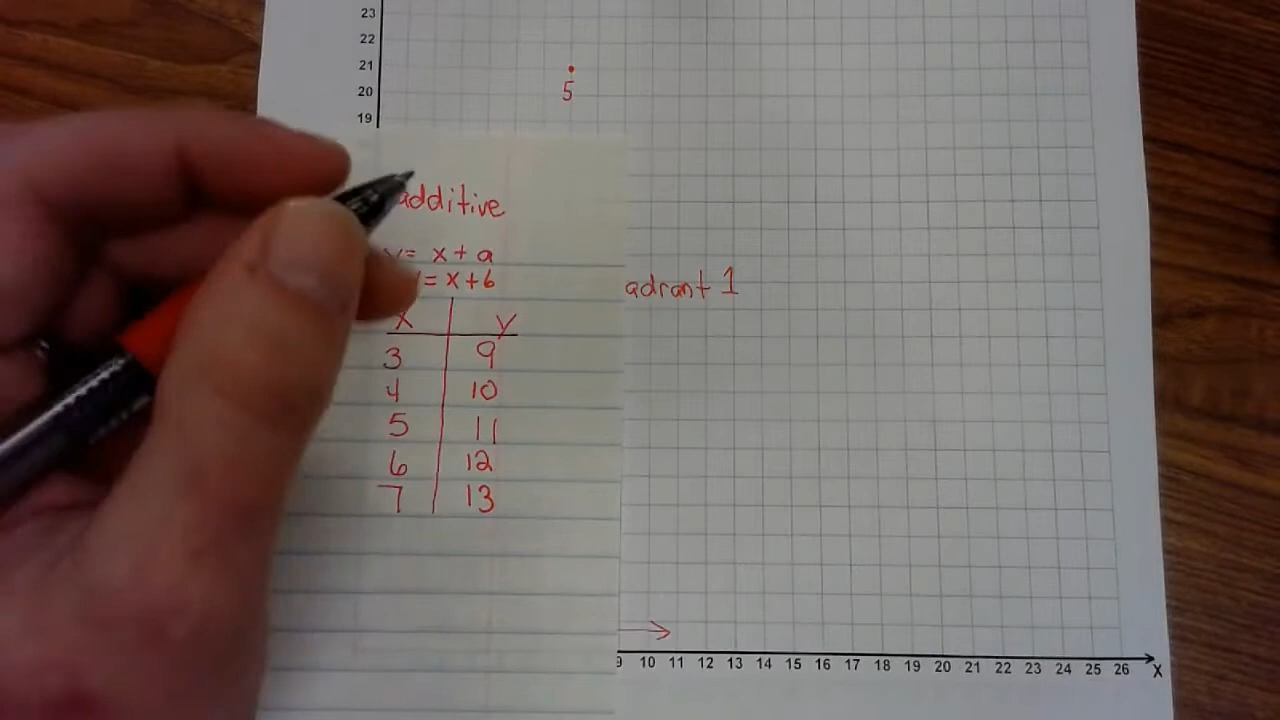 23
22
21
20
5
19
additive
y= x + a
= x + 6
adrant 1
x y
3 9
4 10
5 11
6 12
7 13
9 10 11 12 13 14 15 16 17 18 19 20 21 22 23 24 25 26 X